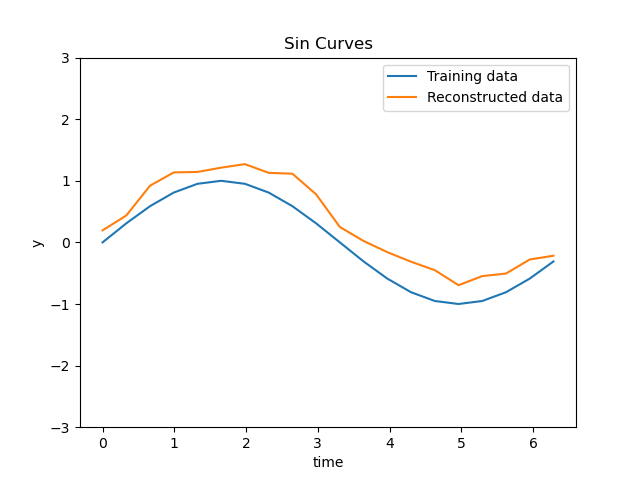 Sin Curves
Training data
Reconstructed data
3
2
1
0
−1
−2
−3
y
0 1 2 3 4 5 6
time